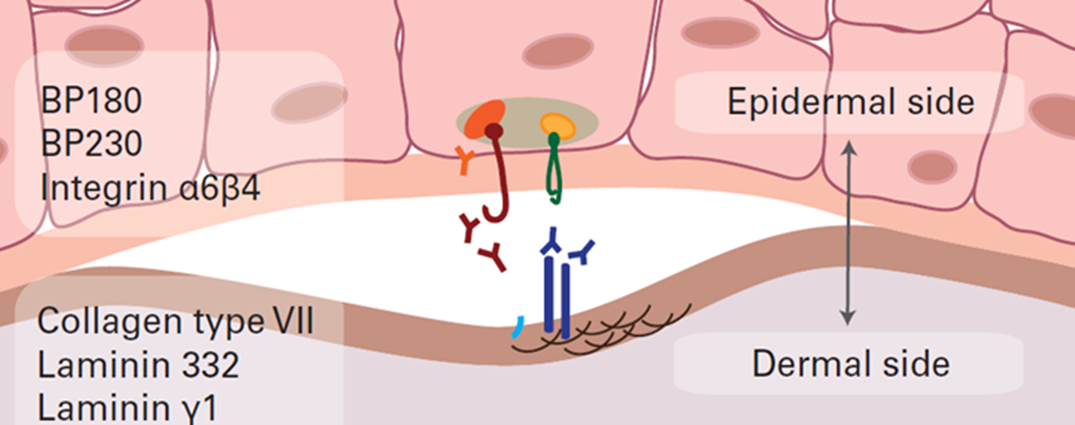 BP180
BP230
Integrin α6β4
Epidermal side
Collagen type VII
Laminin 332
Laminin γ1
Dermal side